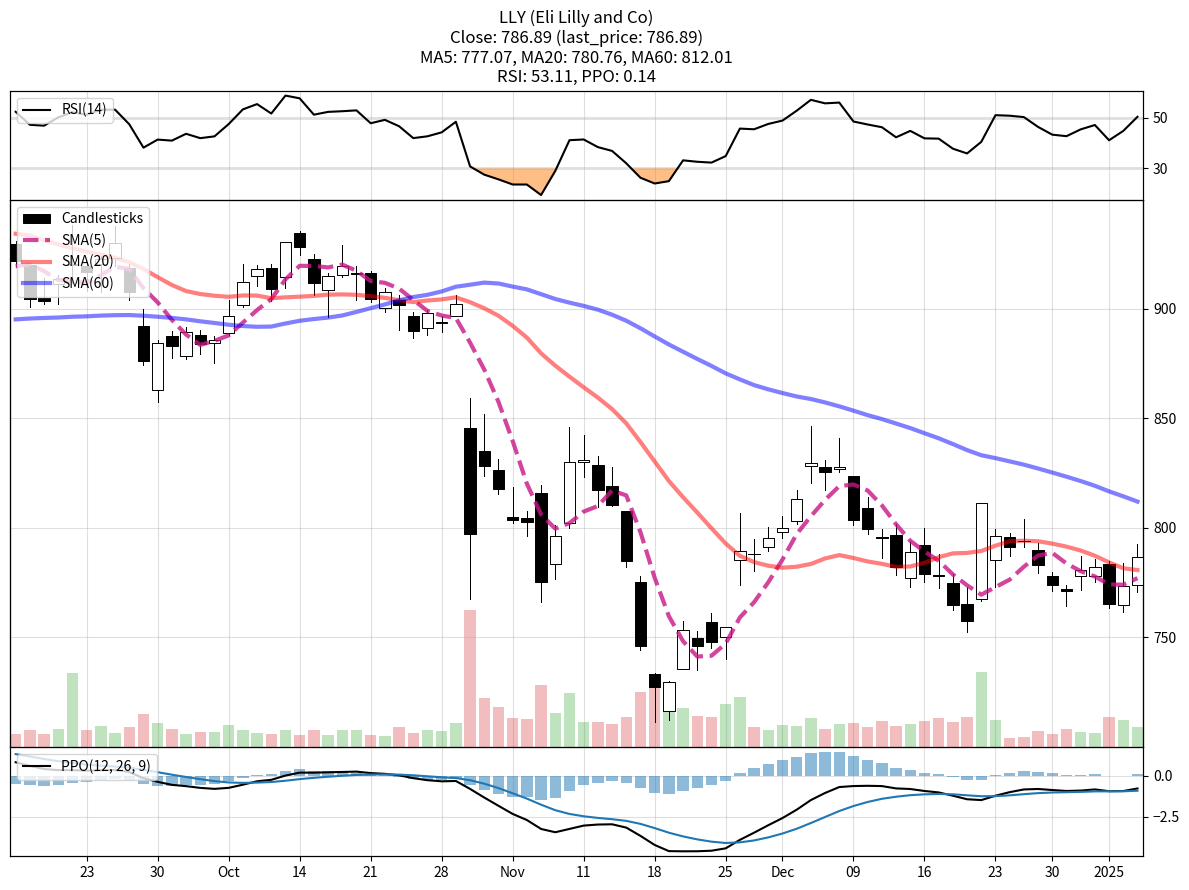 LLY (Eli Lilly and Co)
Close: 786.89 (last_price: 786.89)
MA5: 777.07, MA20: 780.76, MA60: 812.01
RSI: 53.11, PPO: 0.14
RSI(14)
50
30
Candlesticks
SMA(5)
SMA(20)
SMA(60)
900
850
800
750
PPO(12, 26, 9)
0.0
−2.5
23 30 Oct 14 21 28 Nov 11 18 25 Dec 09 16 23 30 2025